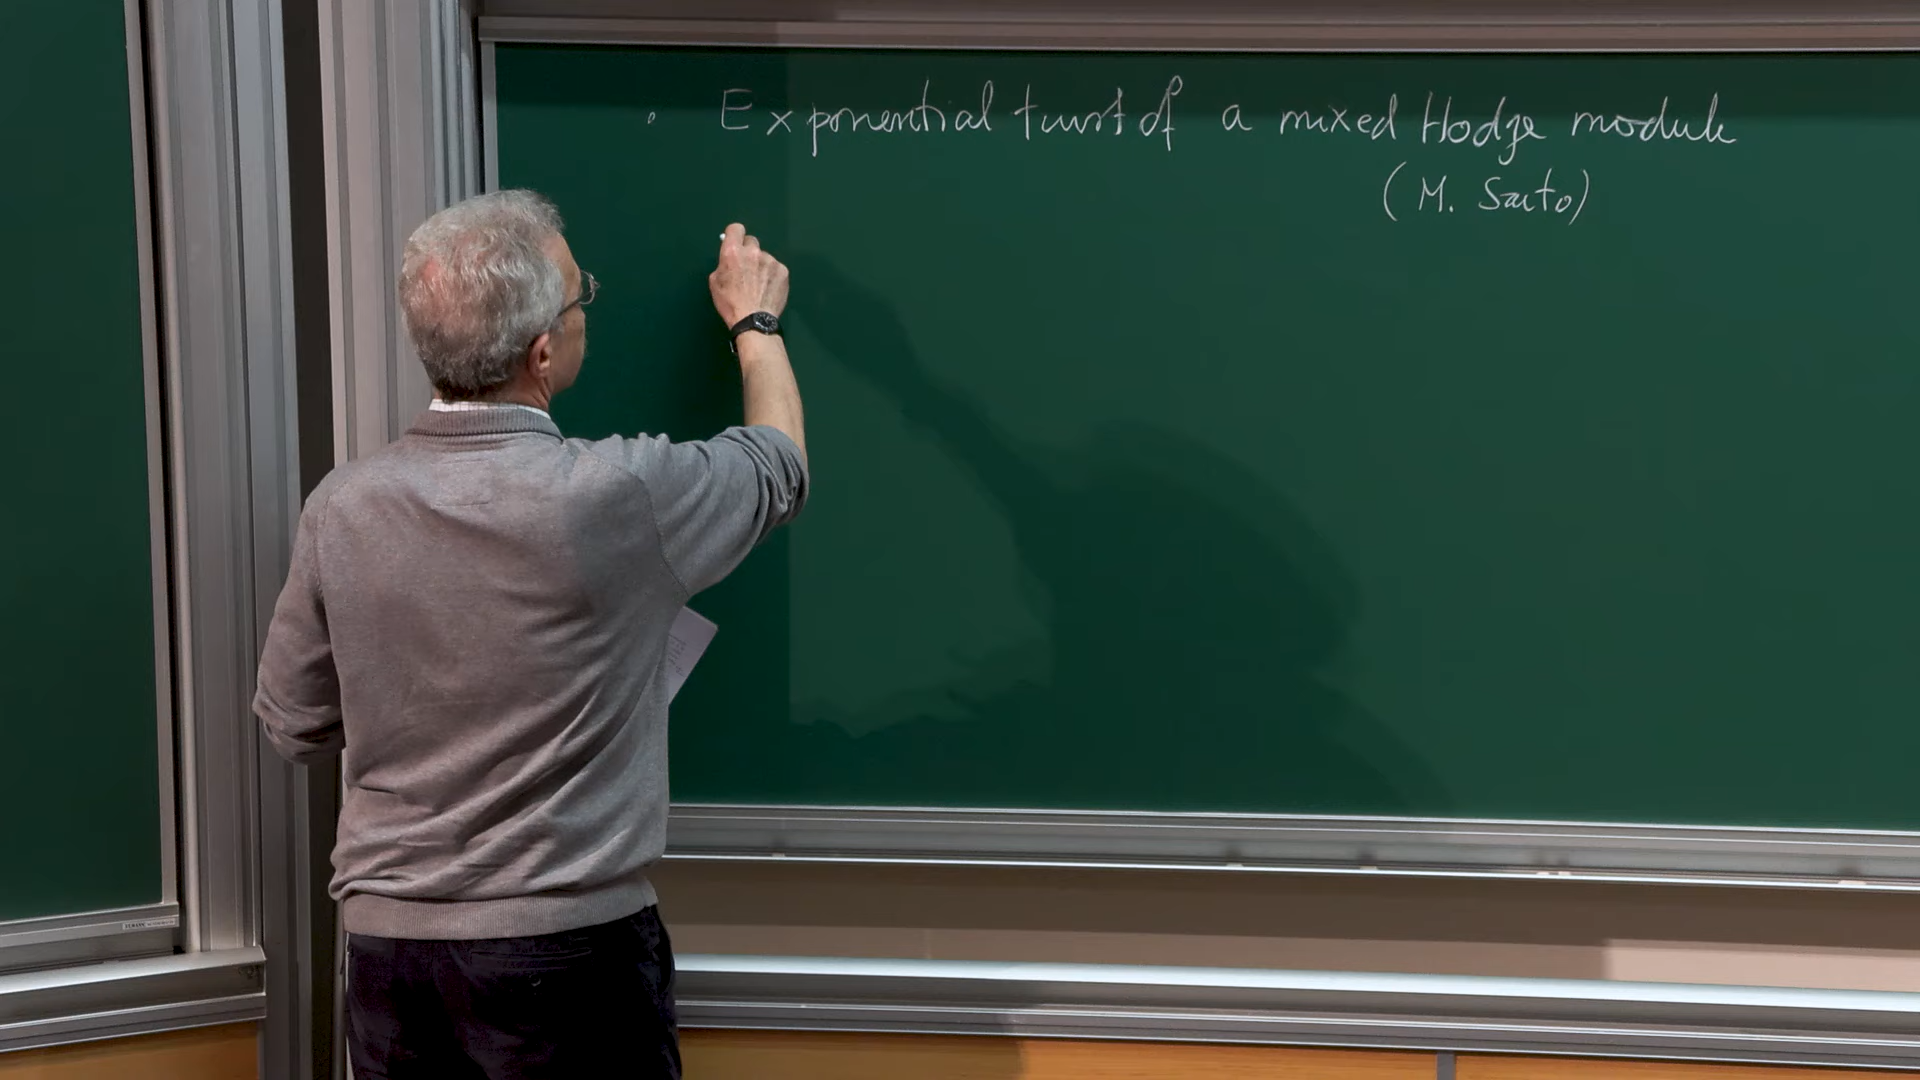 Exponential twist of a mixed Hodge module
(M. Saito)